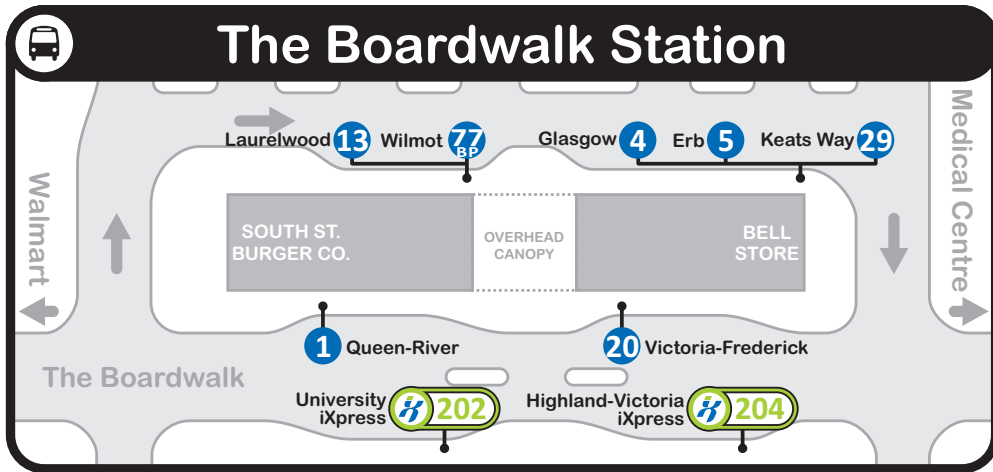 The Boardwalk Station
Laurelwood 13 Wilmot 77 BP Glasgow 4 Erb 5 Keats Way 29
Walmart
Medical Centre
SOUTH ST.
BURGER CO.
OVERHEAD
CANOPY
BELL
STORE
1 Queen-River
20 Victoria-Frederick
The Boardwalk
University
iXpress
iX 202
Highland-Victoria
iXpress
iX 204